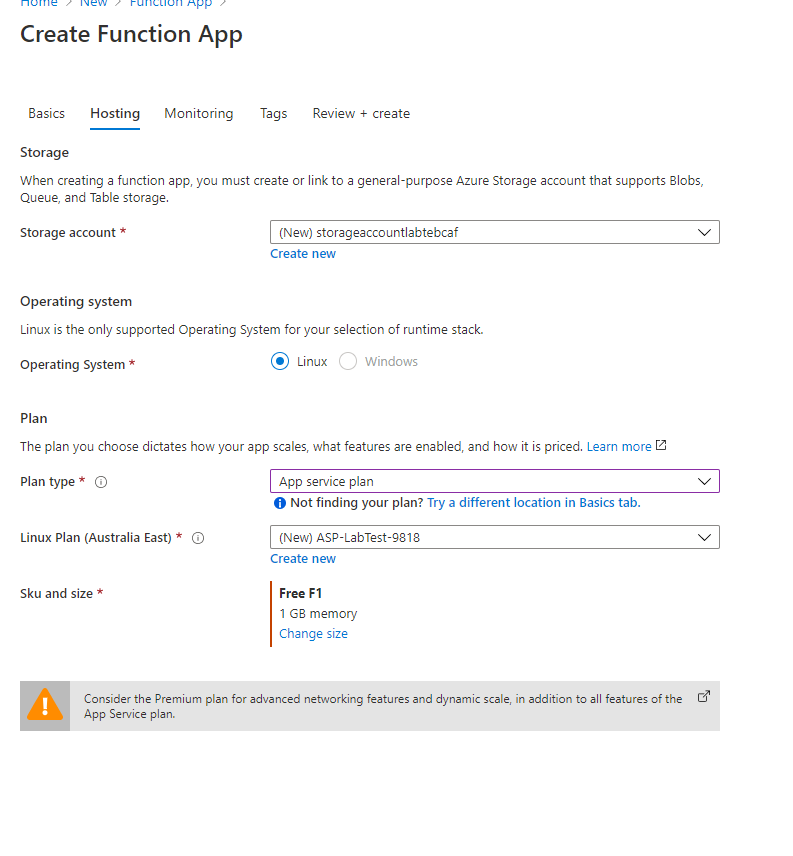 Home > New > Function App >
Create Function App
Basics Hosting Monitoring Tags Review + create
Storage
When creating a function app, you must create or link to a general-purpose Azure Storage account that supports Blobs,
Queue, and Table storage.
Storage account * (New) storageaccountlabtebcaf
Create new
Operating system
Linux is the only supported Operating System for your selection of runtime stack.
Operating System * Linux Windows
Plan
The plan you choose dictates how your app scales, what features are enabled, and how it is priced. Learn more
Plan type * App service plan
Not finding your plan? Try a different location in Basics tab.
Linux Plan (Australia East) * (New) ASP-LabTest-9818
Create new
Sku and size * Free F1
1 GB memory
Change size
Consider the Premium plan for advanced networking features and dynamic scale, in addition to all features of the
App Service plan.